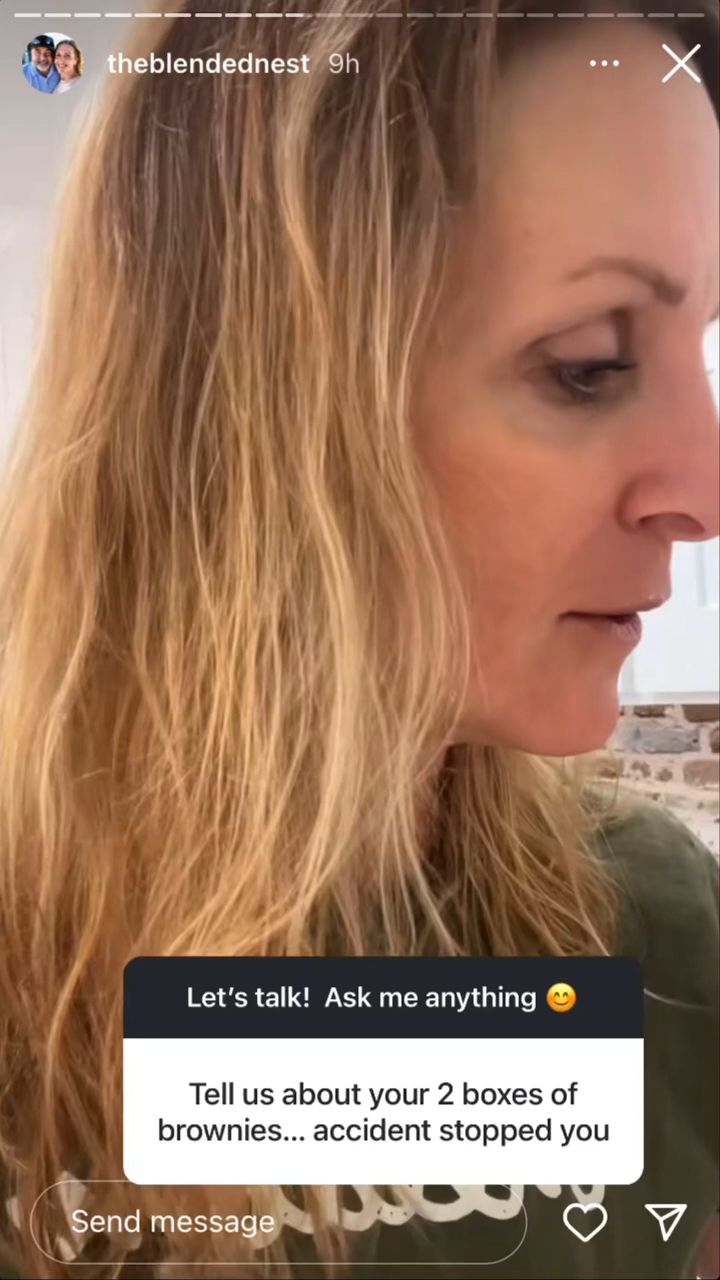 theblendednest 9h
Let’s talk!  Ask me anything 😊
Tell us about your 2 boxes of
brownies... accident stopped you
Send message